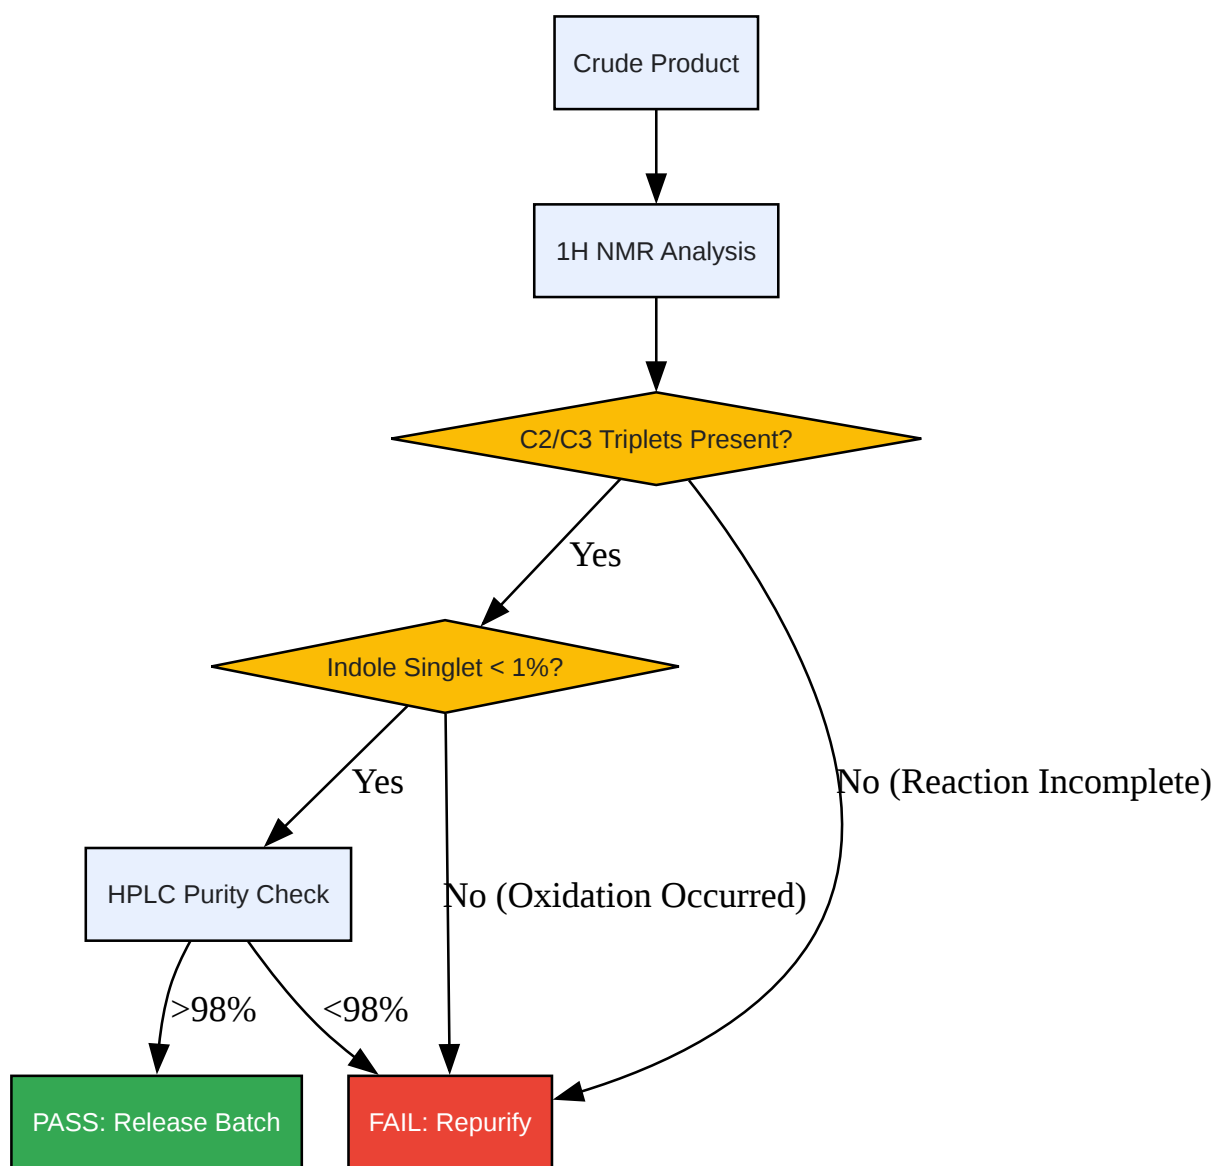 Crude Product
1H NMR Analysis
C2/C3 Triplets Present?
Yes
Indole Singlet < 1%?
Yes
No (Reaction Incomplete)
HPLC Purity Check
No (Oxidation Occurred)
>98%
<98%
PASS: Release Batch
FAIL: Repurify